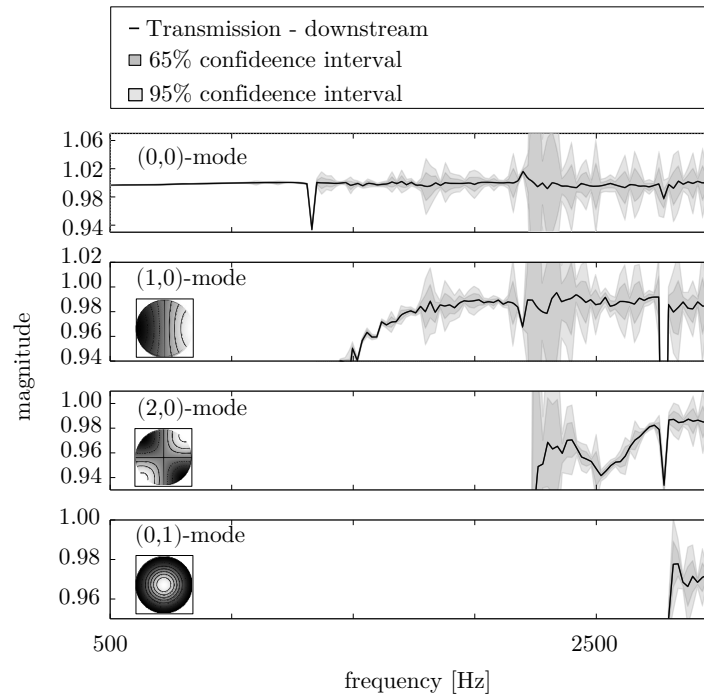 Transmission - downstream
65% confideence interval
95% confideence interval
1.06
1.02
0.98
0.94
(0,0)-mode
1.02
1.00
0.98
0.96
0.94
(1,0)-mode
1.00
0.98
0.96
0.94
(2,0)-mode
1.00
0.98
0.96
(0,1)-mode
magnitude
500
2500
frequency [Hz]